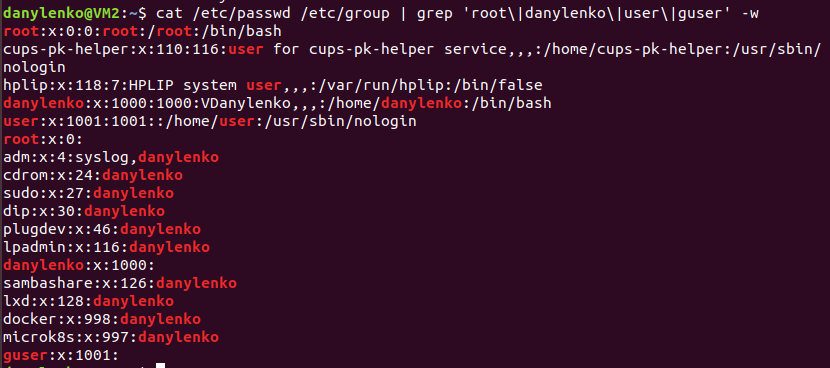 danylenko@VM2:~$ cat /etc/passwd /etc/group | grep 'root\|danylenko\|user\|guser' -w
root:x:0:0:root:/root:/bin/bash
cups-pk-helper:x:110:116:user for cups-pk-helper service,,,:/home/cups-pk-helper:/usr/sbin/
nologin
hplip:x:118:7:HPLIP system user,,,:/var/run/hplip:/bin/false
danylenko:x:1000:1000:VDanylenko,,,:/home/danylenko:/bin/bash
user:x:1001:1001::/home/user:/usr/sbin/nologin
root:x:0:
adm:x:4:syslog,danylenko
cdrom:x:24:danylenko
sudo:x:27:danylenko
dip:x:30:danylenko
plugdev:x:46:danylenko
lpadmin:x:116:danylenko
danylenko:x:1000:
sambashare:x:126:danylenko
lxd:x:128:danylenko
docker:x:998:danylenko
microk8s:x:997:danylenko
guser:x:1001: